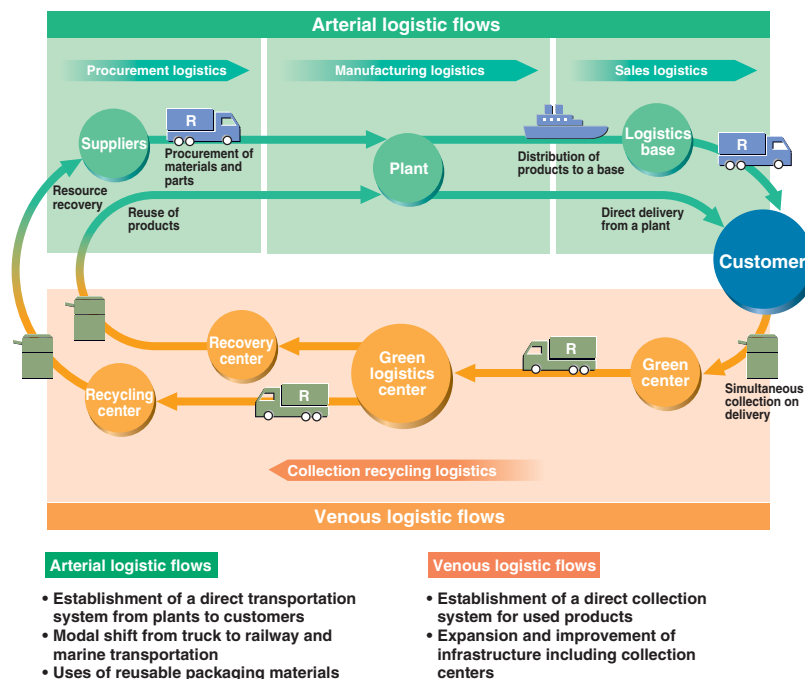 Arterial logistic flows
Procurement logistics
Manufacturing logistics
Sales logistics
Suppliers
R
Procurement of
materials and
parts
Plant
Distribution of
products to a base
Logistics
base
R
Resource
recovery
Reuse of
products
Direct delivery
from a plant
Customer
Recovery
center
Green
logistics
center
R
Green
center
Simultaneous
collection on
delivery
Recycling
center
R
Collection recycling logistics
Venous logistic flows
Arterial logistic flows
• Establishment of a direct transportation
system from plants to customers
• Modal shift from truck to railway and
marine transportation
• Uses of reusable packaging materials
Venous logistic flows
• Establishment of a direct collection
system for used products
• Expansion and improvement of
infrastructure including collection
centers